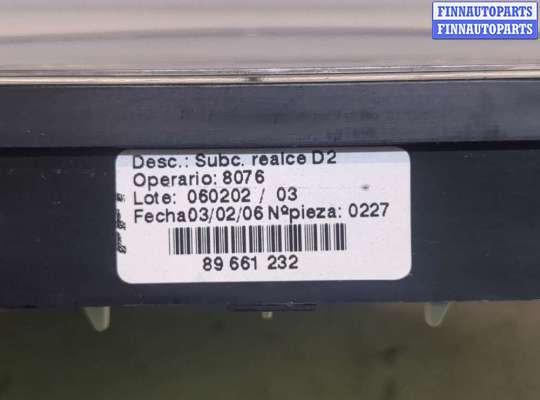 FINNAUTOPARTS
FINNAUTOPARTS
Desc.: Subc. realce D2
Operario: 8076
Lote: 060202 / 03
Fecha03/02/06 Nºpieza: 0227
89 661 232